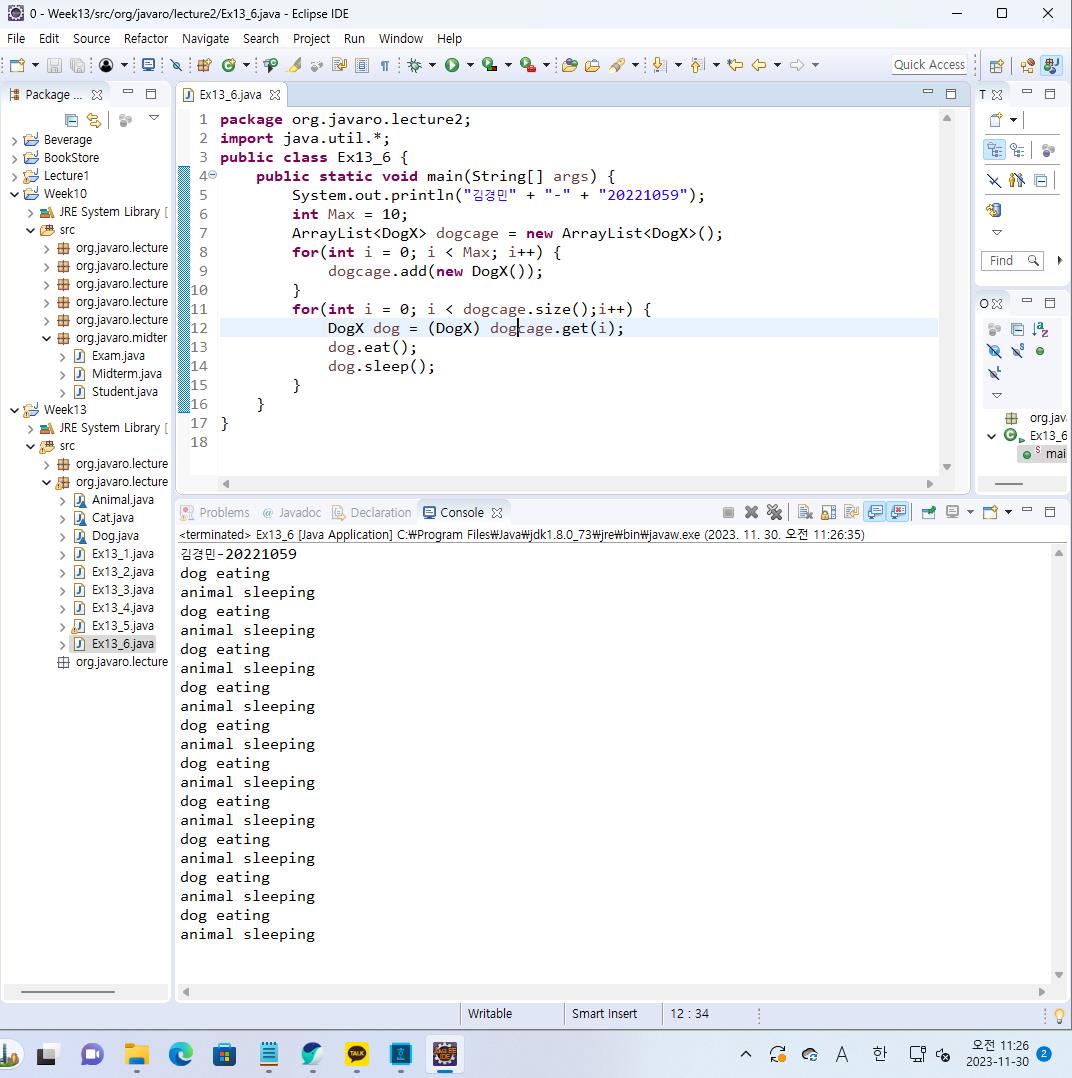 0 - Week13/src/org/javaro/lecture2/Ex13_6.java - Eclipse IDE
File Edit Source Refactor Navigate Search Project Run Window Help
Quick Access
Package ...
Beverage
BookStore
Lecture1
Week10
JRE System Library [
src
org.javaro.lecture
org.javaro.lecture
org.javaro.lecture
org.javaro.lecture
org.javaro.lecture
org.javaro.midter
Exam.java
Midterm.java
Student.java
Week13
JRE System Library [
src
org.javaro.lecture
org.javaro.lecture
Animal.java
Cat.java
Dog.java
Ex13_1.java
Ex13_2.java
Ex13_3.java
Ex13_4.java
Ex13_5.java
Ex13_6.java
org.javaro.lecture
Ex13_6.java
1 package org.javaro.lecture2;
2 import java.util.*;
3 public class Ex13_6 {
4 public static void main(String[] args) {
5 System.out.println("김경민" + "-" + "20221059");
6 int Max = 10;
7 ArrayList<DogX> dogcage = new ArrayList<DogX>();
8 for(int i = 0; i < Max; i++) {
9 dogcage.add(new DogX());
10 }
11 for(int i = 0; i < dogcage.size();i++) {
12 DogX dog = (DogX) dogcage.get(i);
13 dog.eat();
14 dog.sleep();
15 }
16 }
17 }
18
T
Find
O
org.jav
Ex13_6
S mai
Problems @ Javadoc Declaration Console
<terminated> Ex13_6 [Java Application] C:₩Program Files₩Java₩jdk1.8.0_73₩jre₩bin₩javaw.exe (2023. 11. 30. 오전 11:26:35)
김경민-20221059
dog eating
animal sleeping
dog eating
animal sleeping
dog eating
animal sleeping
dog eating
animal sleeping
dog eating
animal sleeping
dog eating
animal sleeping
dog eating
animal sleeping
dog eating
animal sleeping
dog eating
animal sleeping
dog eating
animal sleeping
Writable Smart Insert 12 : 34
TALK
A 한
오전 11:26
2023-11-30
2